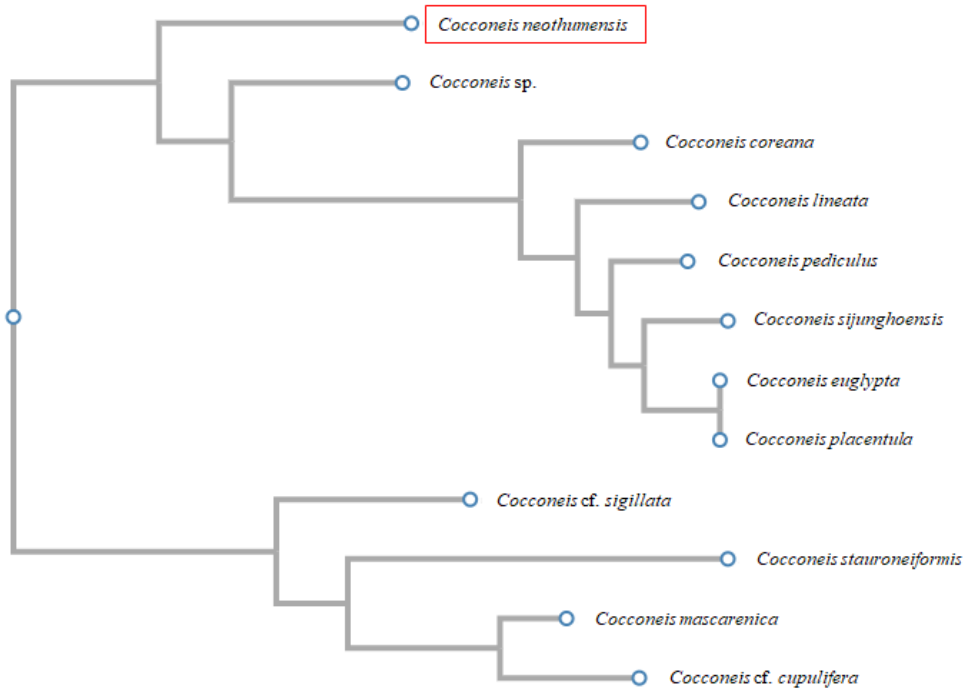 Cocconeis neothumensis
Cocconeis sp.
Cocconeis coreana
Cocconeis lineata
Cocconeis pediculus
Cocconeis sijunghoensis
Cocconeis euglypta
Cocconeis placentula
Cocconeis cf. sigillata
Cocconeis stauroneiformis
Cocconeis mascarenica
Cocconeis cf. cupulifera